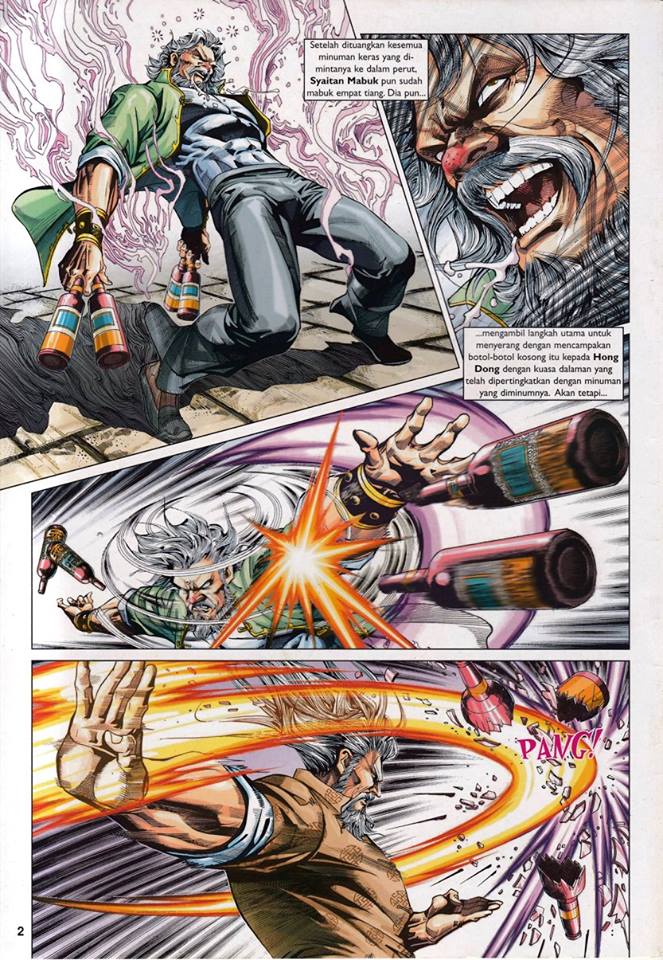 Setelah dituangkan kesemua
minuman keras yang di-
mintanya ke dalam perut,
Syaitan Mabuk pun sudah
mabuk empat tiang. Dia pun...
...mengambil langkah utama untuk
menyerang dengan mencampakan
botol-botol kosong itu kepada Hong
Dong dengan kuasa dalaman yang
telah dipertingkatkan dengan minuman
yang diminumnya. Akan tetapi...
PANG!
2